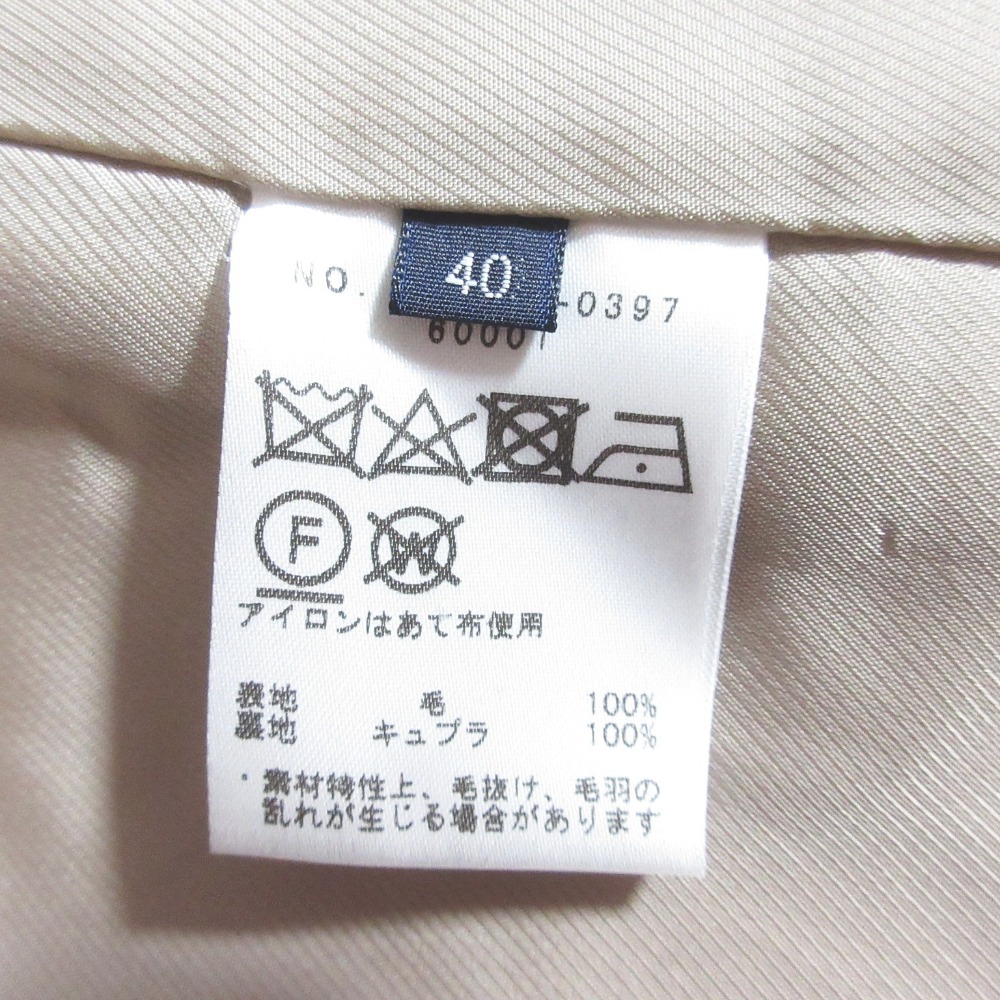 40
NO. -0397
60001
F
W
アイロンはあて布使用
表地 毛 100%
裏地 キュプラ 100%
・素材特性上、毛抜け、毛羽の
乱れが生じる場合があります